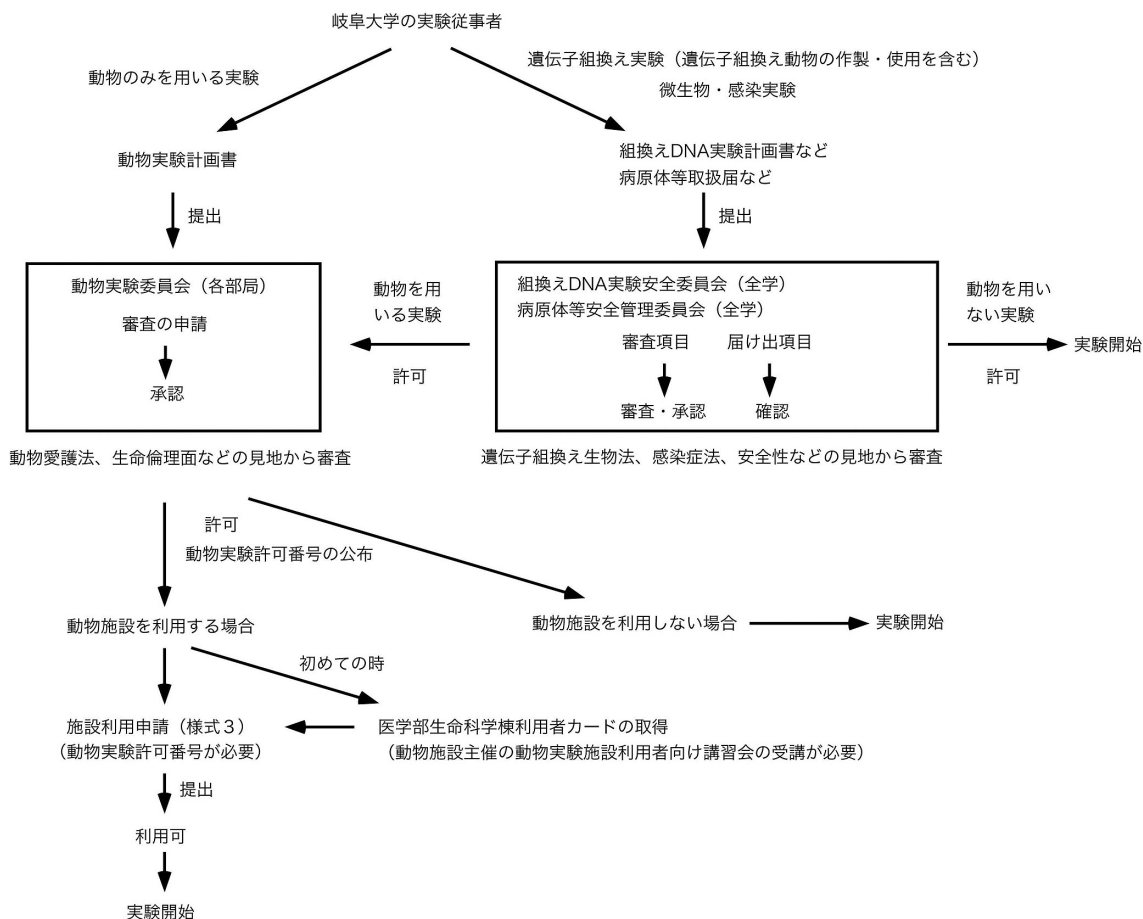 岐阜大学の実験従事者
動物のみを用いる実験
遺伝子組換え実験（遺伝子組換え動物の作製・使用を含む）
微生物・感染実験
動物実験計画書
組換えDNA実験計画書など
病原体等取扱届など
提出
提出
動物実験委員会（各部局）
審査の申請
承認
動物を用
いる実験
許可
組換えDNA実験安全委員会（全学）
病原体等安全管理委員会（全学）
審査項目
届け出項目
審査・承認
確認
動物を用い
ない実験
許可
実験開始
動物愛護法、生命倫理面などの見地から審査
遺伝子組換え生物法、感染症法、安全性などの見地から審査
許可
動物実験許可番号の公布
動物施設を利用する場合
動物施設を利用しない場合
実験開始
初めての時
施設利用申請（様式３）
（動物実験許可番号が必要）
医学部生命科学棟利用者カードの取得
（動物施設主催の動物実験施設利用者向け講習会の受講が必要）
提出
利用可
実験開始